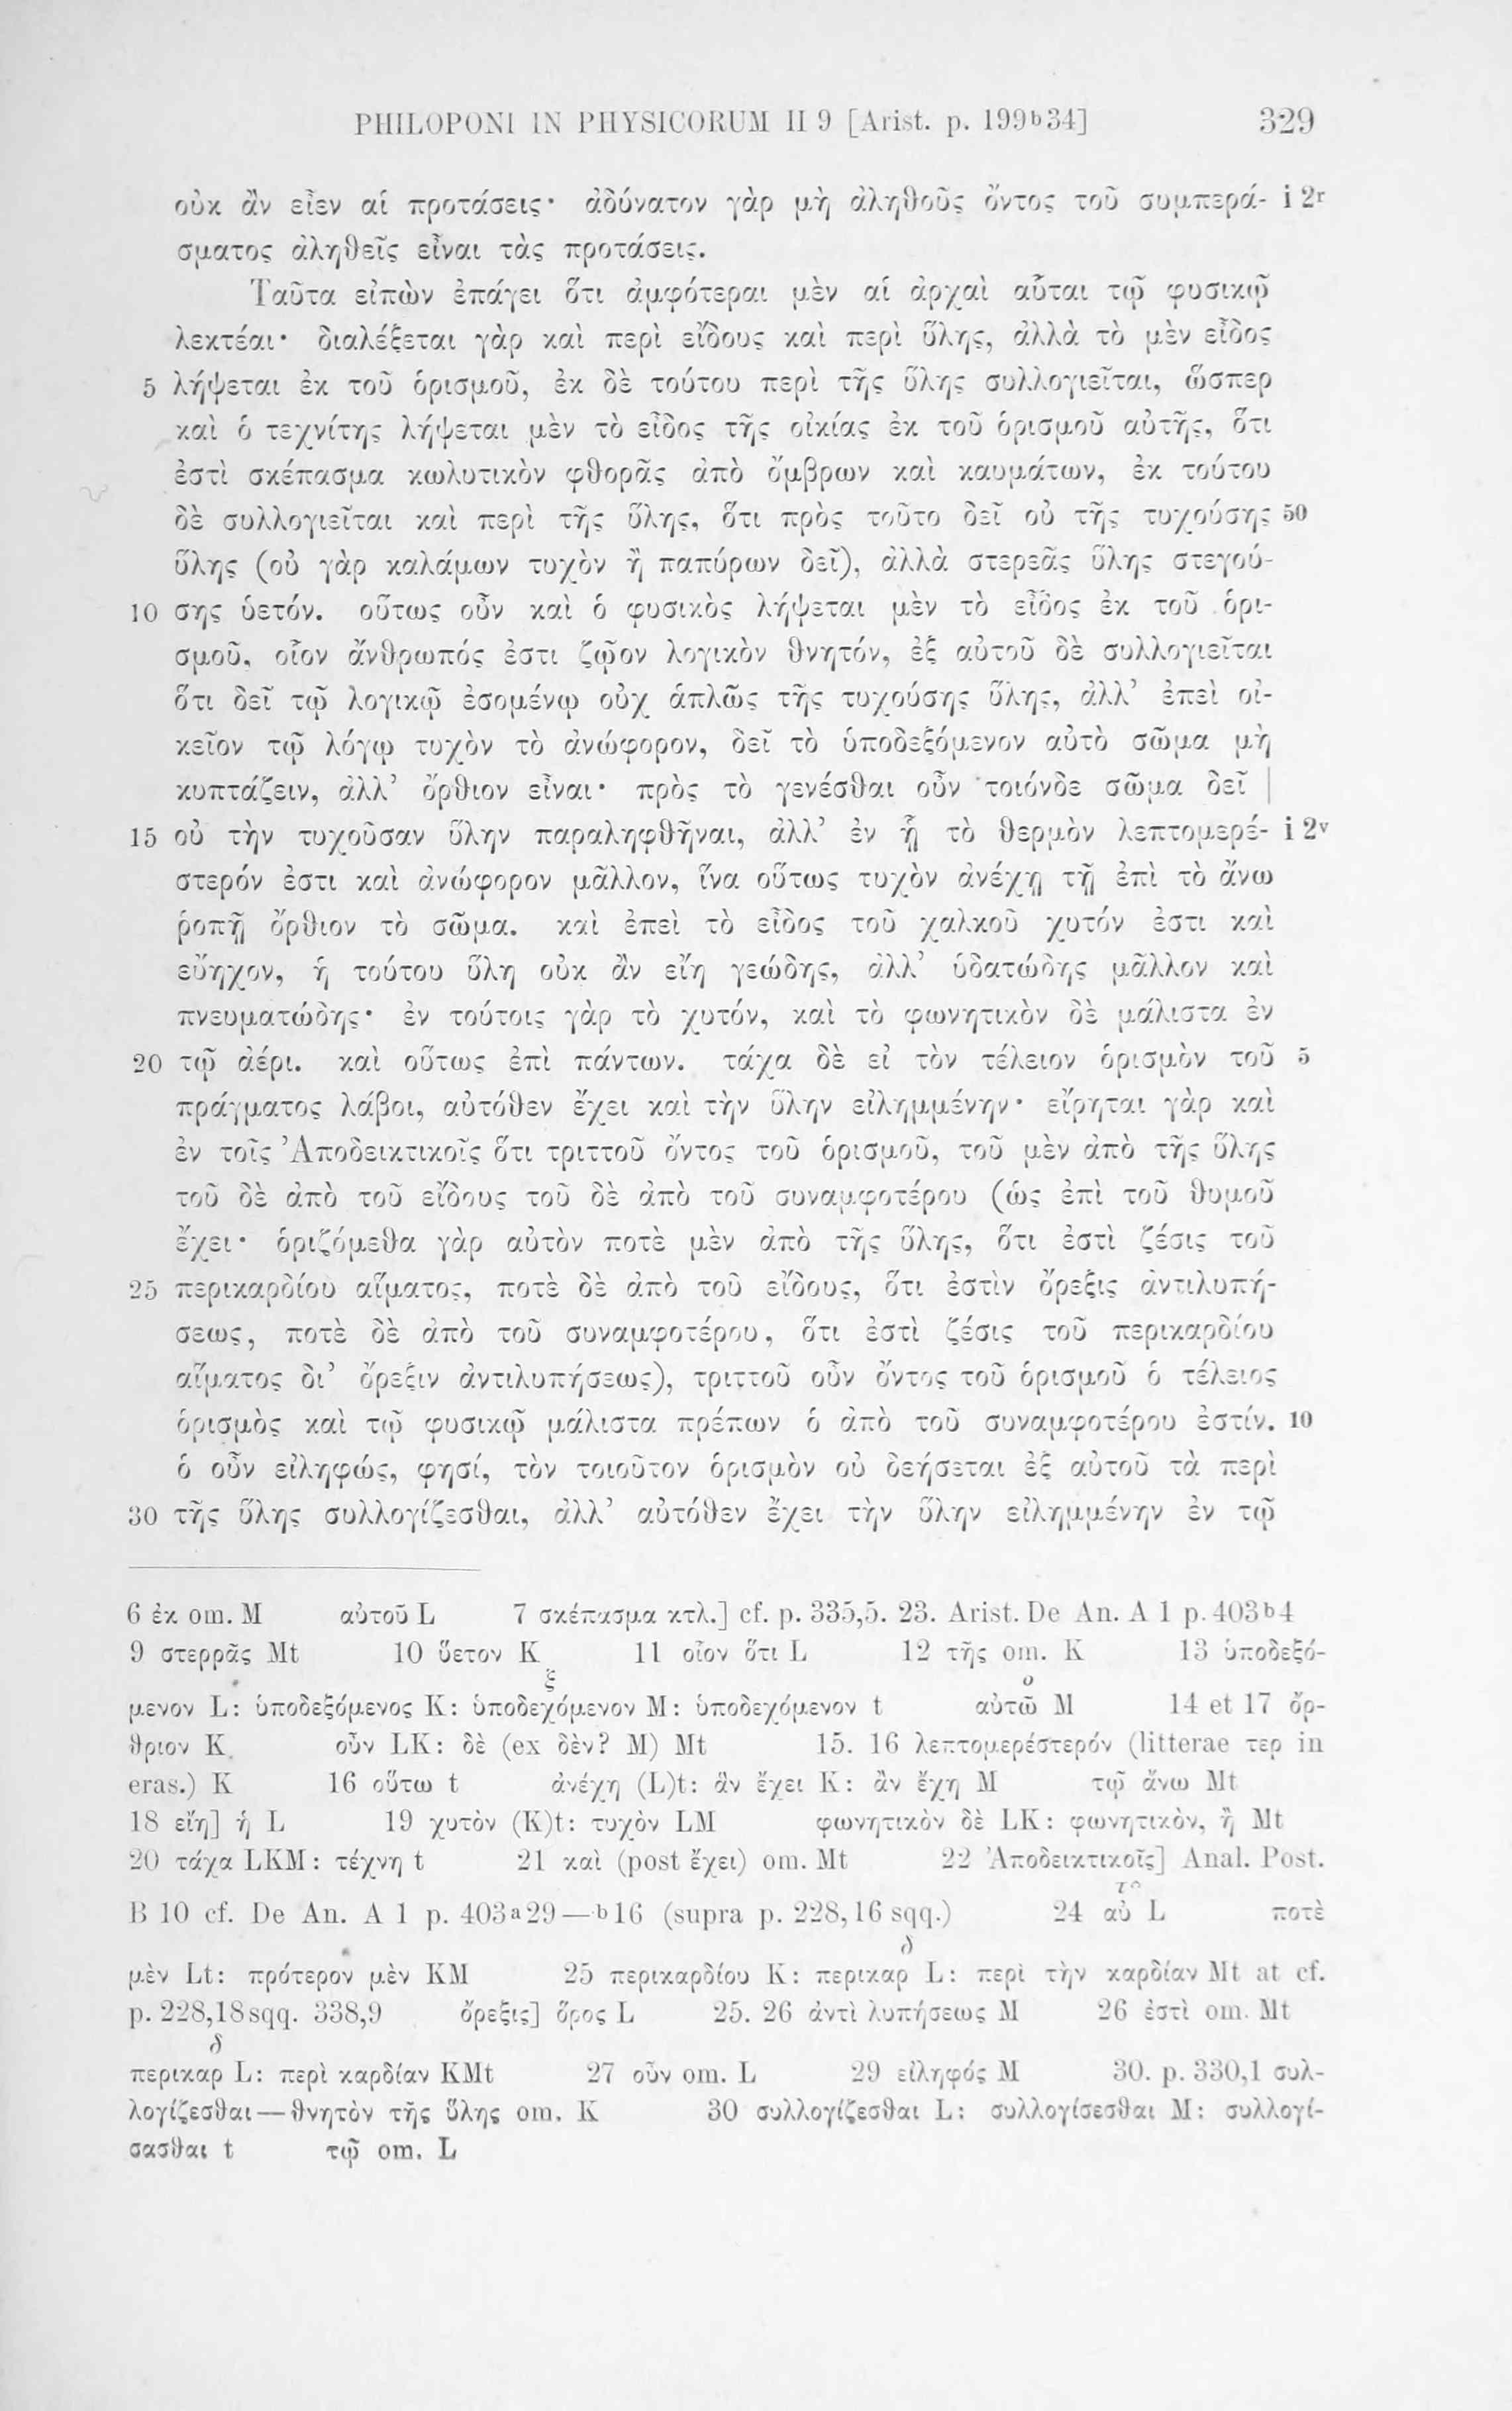 PHILOPONI IN PHYSICORUM II 9 [Arist. p. 199b34] 329
οὐκ ἂν εἶεν αἱ προτάσεις· ἀδύνατον γὰρ μὴ ἀληθοῦς ὄντος τοῦ συμπερά- i 2r
σματος ἀληθεῖς εἶναι τὰς προτάσεις.
Ταῦτα εἰπὼν ἐπάγει ὅτι ἀμφότεραι μὲν αἱ ἀρχαὶ αὗται τῷ φυσικῷ
λεκτέαι· διαλέξεται γὰρ καὶ περὶ εἴδους καὶ περὶ ὕλης, ἀλλὰ τὸ μὲν εἶδος
5 λήψεται ἐκ τοῦ ὁρισμοῦ, ἐκ δὲ τούτου περὶ τῆς ὕλης συλλογιεῖται, ὥσπερ
καὶ ὁ τεχνίτης λήψεται μὲν τὸ εἶδος τῆς οἰκίας ἐκ τοῦ ὁρισμοῦ αὐτῆς, ὅτι
ἐστὶ σκέπασμα κωλυτικὸν φθορᾶς ἀπὸ ὄμβρων καὶ καυμάτων, ἐκ τούτου
δὲ συλλογιεῖται καὶ περὶ τῆς ὕλης, ὅτι πρὸς τοῦτο δεῖ οὐ τῆς τυχούσης 50
ὕλης (οὐ γὰρ καλάμων τυχὸν ἢ παπύρων δεῖ), ἀλλὰ στερεᾶς ὕλης στεγού-
10 σης ὑετόν. οὕτως οὖν καὶ ὁ φυσικὸς λήψεται μὲν τὸ εἶδος ἐκ τοῦ ὁρι-
σμοῦ, οἷον ἄνθρωπός ἐστι ζῷον λογικὸν θνητόν, ἐξ αὐτοῦ δὲ συλλογιεῖται
ὅτι δεῖ τῷ λογικῷ ἐσομένῳ οὐχ ἁπλῶς τῆς τυχούσης ὕλης, ἀλλ’ ἐπεὶ οἰ-
κεῖον τῷ λόγῳ τυχὸν τὸ ἀνώφορον, δεῖ τὸ ὑποδεξόμενον αὐτὸ σῶμα μὴ
κυπτάζειν, ἀλλ’ ὄρθιον εἶναι· πρὸς τὸ γενέσθαι οὖν τοιόνδε σῶμα δεῖ |
15 οὐ τὴν τυχοῦσαν ὕλην παραληφθῆναι, ἀλλ’ ἐν ᾗ τὸ θερμὸν λεπτομερέ- i 2v
στερόν ἐστι καὶ ἀνώφορον μᾶλλον, ἵνα οὕτως τυχὸν ἀνέχῃ τῇ ἐπὶ τὸ ἄνω
ῥοπῇ ὄρθιον τὸ σῶμα. καὶ ἐπεὶ τὸ εἶδος τοῦ χαλκοῦ χυτόν ἐστι καὶ
εὔηχον, ἡ τούτου ὕλη οὐκ ἂν εἴη γεώδης, ἀλλ’ ὑδατώδης μᾶλλον καὶ
πνευματώδης· ἐν τούτοις γὰρ τὸ χυτόν, καὶ τὸ φωνητικὸν δὲ μάλιστα ἐν
20 τῷ ἀέρι. καὶ οὕτως ἐπὶ πάντων. τάχα δὲ εἰ τὸν τέλειον ὁρισμὸν τοῦ 5
πράγματος λάβοι, αὐτόθεν ἔχει καὶ τὴν ὕλην εἰλημμένην· εἴρηται γὰρ καὶ
ἐν τοῖς Ἀποδεικτικοῖς ὅτι τριττοῦ ὄντος τοῦ ὁρισμοῦ, τοῦ μὲν ἀπὸ τῆς ὕλης
τοῦ δὲ ἀπὸ τοῦ εἴδους τοῦ δὲ ἀπὸ τοῦ συναμφοτέρου (ὡς ἐπὶ τοῦ θυμοῦ
ἔχει· ὁριζόμεθα γὰρ αὐτὸν ποτὲ μὲν ἀπὸ τῆς ὕλης, ὅτι ἐστὶ ζέσις τοῦ
25 περικαρδίου αἵματος, ποτὲ δὲ ἀπὸ τοῦ εἴδους, ὅτι ἐστὶν ὄρεξις ἀντιλυπή-
σεως, ποτὲ δὲ ἀπὸ τοῦ συναμφοτέρου, ὅτι ἐστὶ ζέσις τοῦ περικαρδίου
αἵματος δι’ ὄρεξιν ἀντιλυπήσεως), τριττοῦ οὖν ὄντος τοῦ ὁρισμοῦ ὁ τέλειος
ὁρισμὸς καὶ τῷ φυσικῷ μάλιστα πρέπων ὁ ἀπὸ τοῦ συναμφοτέρου ἐστίν. 10
ὁ οὖν εἰληφώς, φησί, τὸν τοιοῦτον ὁρισμὸν οὐ δεήσεται ἐξ αὐτοῦ τὰ περὶ
30 τῆς ὕλης συλλογίζεσθαι, ἀλλ’ αὐτόθεν ἔχει τὴν ὕλην εἰλημμένην ἐν τῷ
6 ἐκ om. M αὐτοῦ L 7 σκέπασμα κτλ.] cf. p. 335,5. 23. Arist. De An. A 1 p. 403b4
9 στερρᾶς Mt 10 ὕετον K 11 οἷον ὅτι L 12 τῆς om. K 13 ὑποδεξό-
μενον L: ὑποδεξόμενος K: ὑποδεχόμενον M: ὑποδεχόμενον t αὐτῶ M 14 et 17 ὄρ-
θριον K οὖν LK: δὲ (ex δὲν? M) Mt 15. 16 λεπτομερέστερόν (litterae τερ in
eras.) K 16 οὕτω t ἀνέχη (L)t: ἂν ἔχει K: ἂν ἔχη M τῷ ἄνω Mt
18 εἴη] ἡ L 19 χυτὸν (K)t: τυχὸν LM φωνητικὸν δὲ LK: φωνητικὸν, ἢ Mt
20 τάχα LKM: τέχνη t 21 καὶ (post ἔχει) om. Mt 22 Ἀποδεικτικοῖς] Anal. Post.
B 10 cf. De An. A 1 p. 403a29—b16 (supra p. 228,16 sqq.) 24 αὐ L ποτὲ
μὲν Lt: πρότερον μὲν KM 25 περικαρδίου K: περικαρ L: περὶ τὴν καρδίαν Mt at cf.
p. 228,18sqq. 338,9 ὄρεξις] ὅρος L 25. 26 ἀντὶ λυπήσεως M 26 ἐστὶ om. Mt
περικαρ L: περὶ καρδίαν KMt 27 οὖν om. L 29 εἰληφός M 30. p. 330,1 συλ-
λογίζεσθαι—θνητὸν τῆς ὕλης om. K 30 συλλογίζεσθαι L: συλλογίσεσθαι M: συλλογί-
σασθαι t τῷ om. L